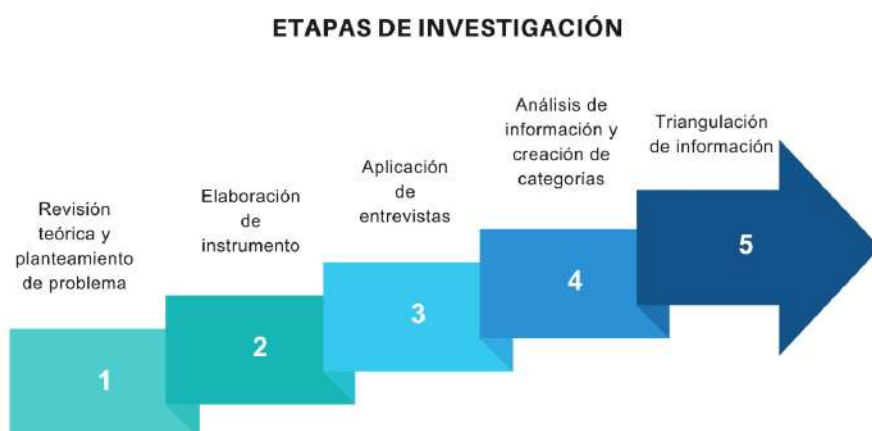 ETAPAS DE INVESTIGACIÓN
Revisión
teórica y
planteamiento
de problema
1
Elaboración
de
instrumento
2
Aplicación
de
entrevistas
3
Análisis de
información y
creación de
categorías
4
Triangulación
de información
5